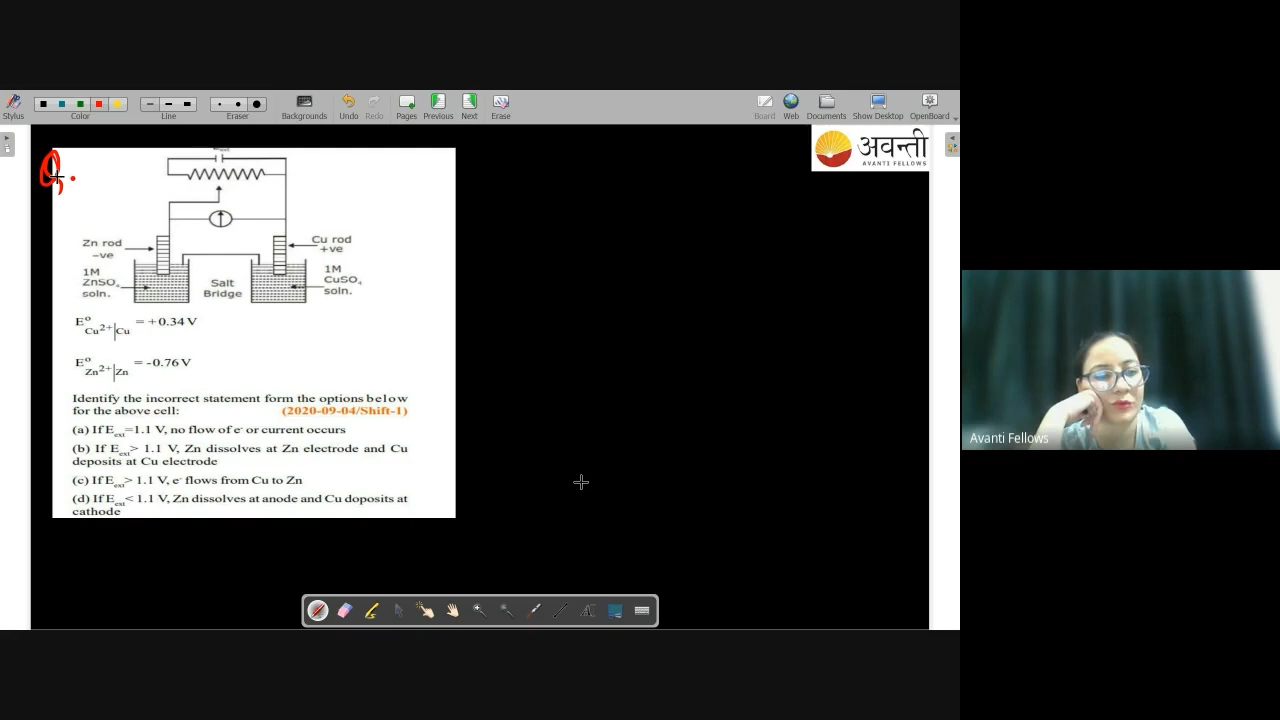 Stylus
Color
Line
Eraser
Backgrounds
Undo
Redo
Pages
Previous
Next
Erase
Board
Web
Documents
Show Desktop
OpenBoard
अवन्ती
AVANTI FELLOWS
Q.
Zn rod
–ve
Cu rod
+ve
1M
ZnSO₄
soln.
Salt
Bridge
1M
CuSO₄
soln.
E° Cu²⁺|Cu = +0.34 V
E° Zn²⁺|Zn = -0.76 V
Identify the incorrect statement form the options below
for the above cell: (2020-09-04/Shift-1)
(a) If Eext=1.1 V, no flow of e⁻ or current occurs
(b) If Eext> 1.1 V, Zn dissolves at Zn electrode and Cu
deposits at Cu electrode
(c) If Eext> 1.1 V, e⁻ flows from Cu to Zn
(d) If Eext< 1.1 V, Zn dissolves at anode and Cu doposits at
cathode
Avanti Fellows